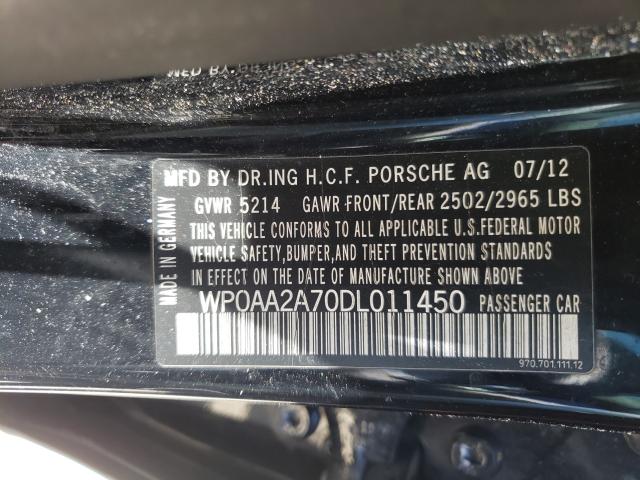 MFD BY DR.ING H.C.F. PORSCHE AG 07/12
GVWR 5214 GAWR FRONT/REAR 2502/2965 LBS
THIS VEHICLE CONFORMS TO ALL APPLICABLE U.S.FEDERAL MOTOR
VEHICLE SAFETY,BUMPER,AND THEFT PREVENTION STANDARDS
IN EFFECT ON THE DATE OF MANUFACTURE SHOWN ABOVE
WP0AA2A70DL011450 PASSENGER CAR
970.701.111.12
MADE IN GERMANY